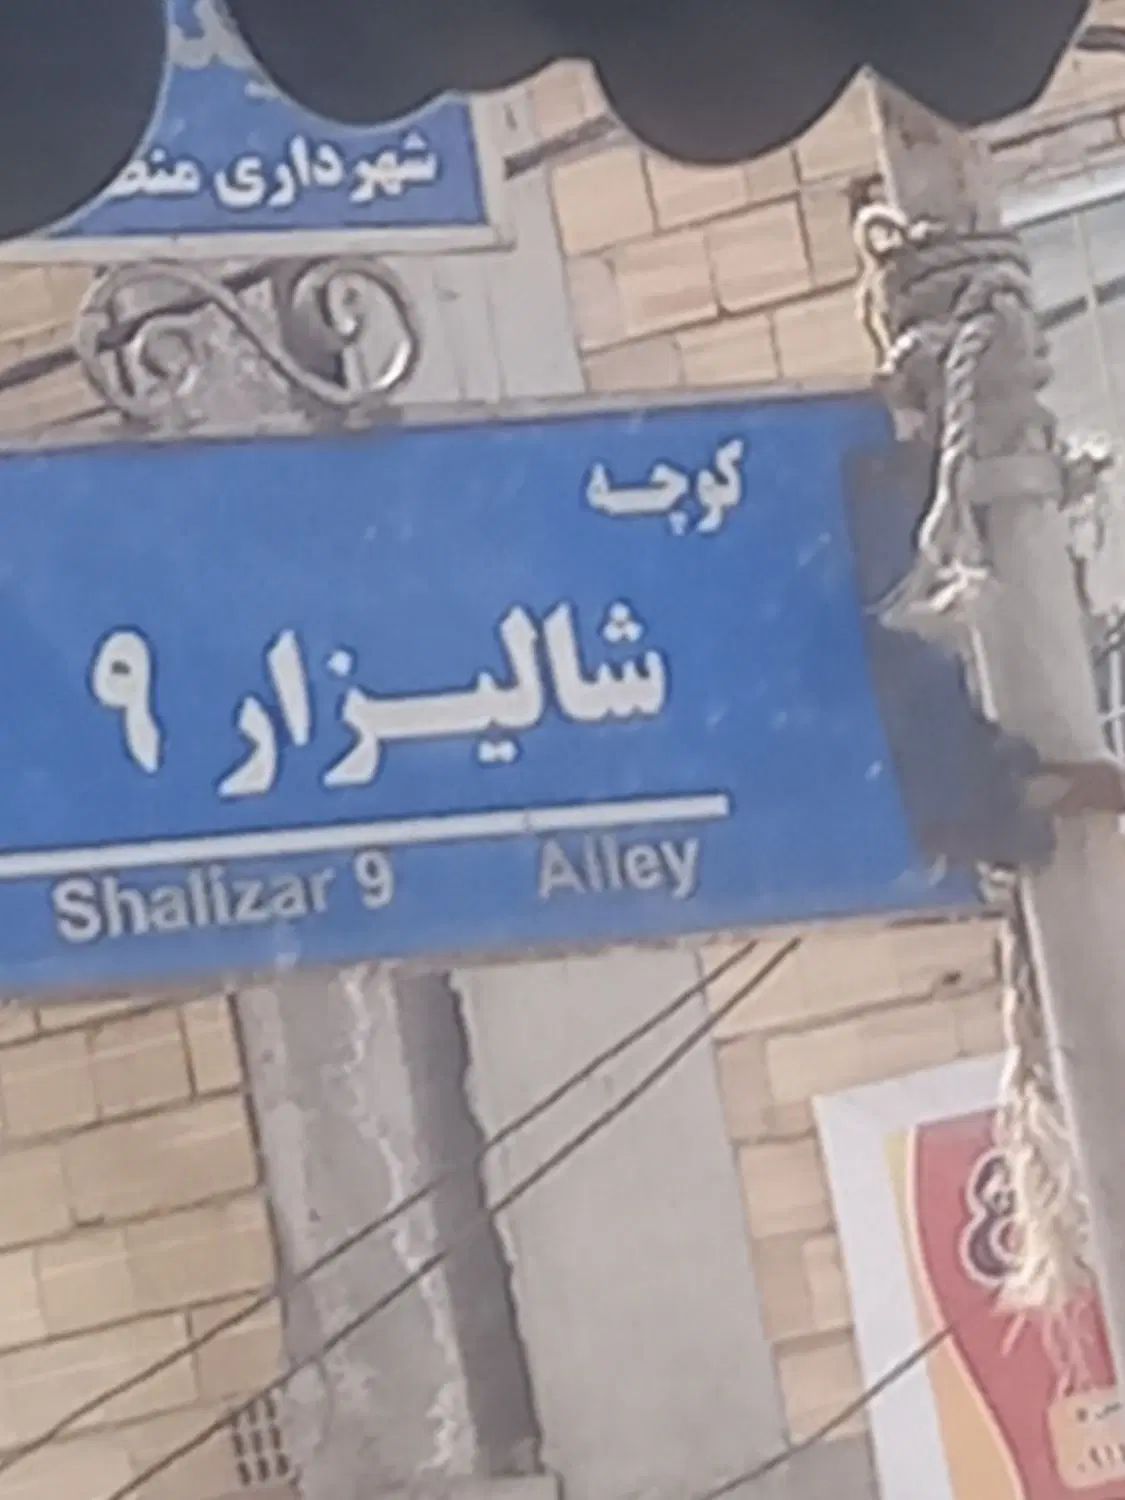 شهرداری
کوچه
شالیزار ۹
Shalizar 9 Alley